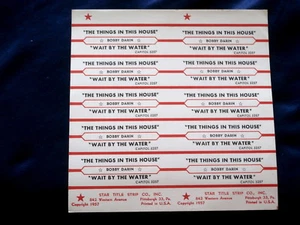 "THE THINGS IN THIS HOUSE" "THE THINGS IN THIS HOUSE"
BOBBY DARIN BOBBY DARIN
"WAIT BY THE WATER" "WAIT BY THE WATER"
CAPITOL 5257 CAPITOL 5257
"THE THINGS IN THIS HOUSE" "THE THINGS IN THIS HOUSE"
BOBBY DARIN BOBBY DARIN
"WAIT BY THE WATER" "WAIT BY THE WATER"
CAPITOL 5257 CAPITOL 5257
"THE THINGS IN THIS HOUSE" "THE THINGS IN THIS HOUSE"
BOBBY DARIN BOBBY DARIN
"WAIT BY THE WATER" "WAIT BY THE WATER"
CAPITOL 5257 CAPITOL 5257
"THE THINGS IN THIS HOUSE" "THE THINGS IN THIS HOUSE"
BOBBY DARIN BOBBY DARIN
"WAIT BY THE WATER" "WAIT BY THE WATER"
CAPITOL 5257 CAPITOL 5257
"THE THINGS IN THIS HOUSE" "THE THINGS IN THIS HOUSE"
BOBBY DARIN BOBBY DARIN
"WAIT BY THE WATER" "WAIT BY THE WATER"
CAPITOL 5257 CAPITOL 5257
STAR TITLE STRIP CO., INC. STAR TITLE STRIP CO., INC.
Western Avenue Pittsburgh 33, Pa. Western Avenue Pittsburgh 33, Pa.
Copyright 1957 Printed in U.S.A. Copyright 1957 Printed in U.S.A.